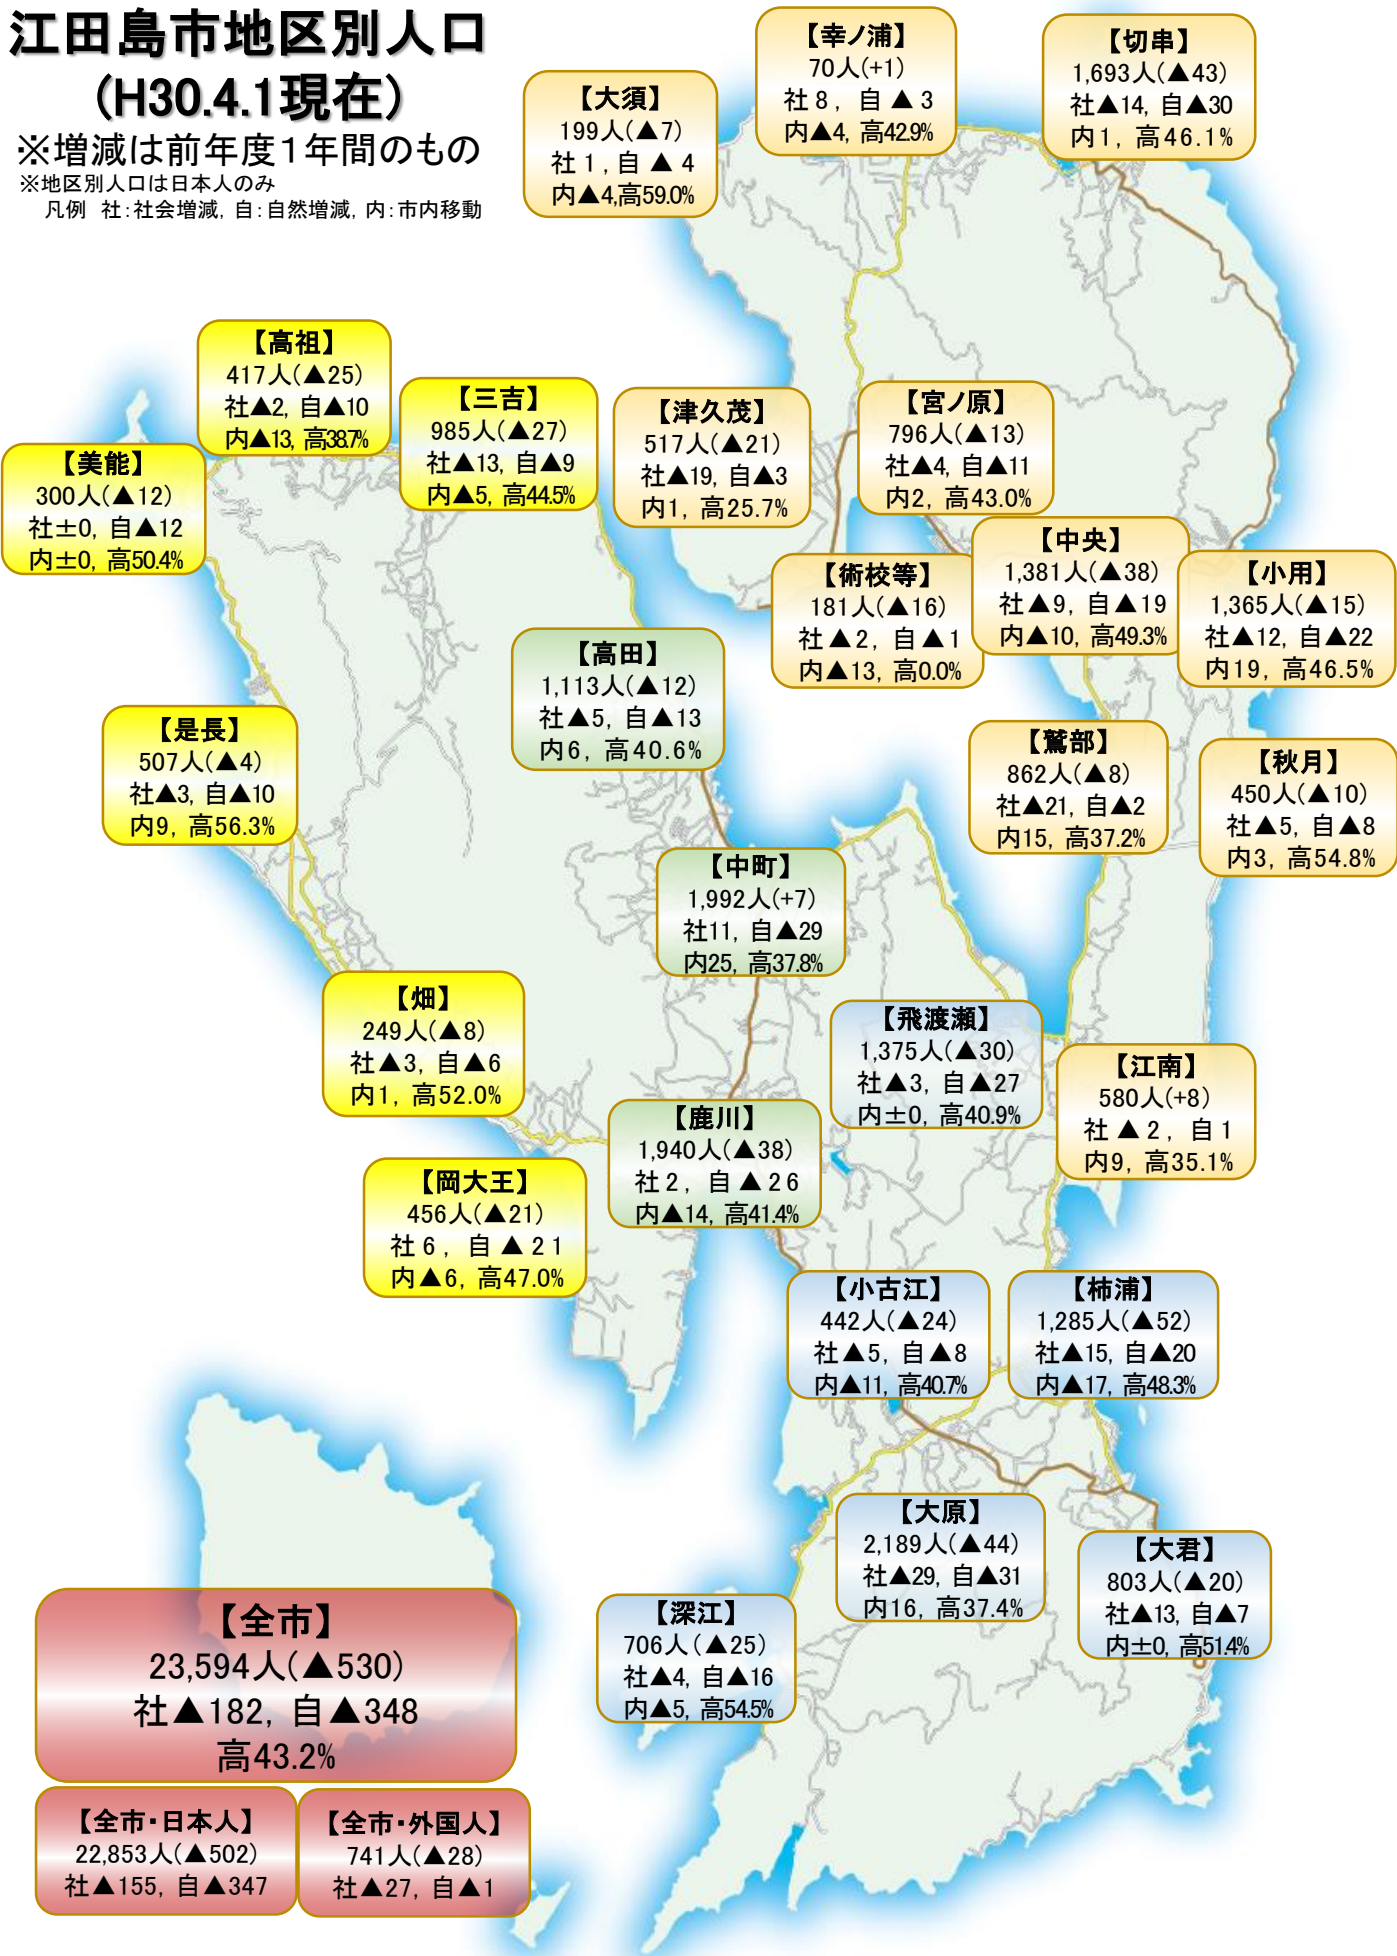 江田島市地区別人口
(H30.4.1現在)
※増減は前年度１年間のもの
※地区別人口は日本人のみ
凡例 社:社会増減, 自:自然増減, 内:市内移動
【幸ノ浦】
70人(+1)
社 8, 自 ▲ 3
内▲4, 高42.9%
【切串】
1,693人(▲43)
社▲14, 自▲30
内1, 高46.1%
【大須】
199人(▲7)
社 1, 自 ▲ 4
内▲4,高59.0%
【高祖】
417人(▲25)
社▲2, 自▲10
内▲13, 高38.7%
【三吉】
985人(▲27)
社▲13, 自▲9
内▲5, 高44.5%
【津久茂】
517人(▲21)
社▲19, 自▲3
内1, 高25.7%
【宮ノ原】
796人(▲13)
社▲4, 自▲11
内2, 高43.0%
【美能】
300人(▲12)
社±0, 自▲12
内±0, 高50.4%
【術校等】
181人(▲16)
社▲2, 自▲1
内▲13, 高0.0%
【中央】
1,381人(▲38)
社▲9, 自▲19
内▲10, 高49.3%
【小用】
1,365人(▲15)
社▲12, 自▲22
内19, 高46.5%
【高田】
1,113人(▲12)
社▲5, 自▲13
内6, 高40.6%
【是長】
507人(▲4)
社▲3, 自▲10
内9, 高56.3%
【鷲部】
862人(▲8)
社▲21, 自▲2
内15, 高37.2%
【秋月】
450人(▲10)
社▲5, 自▲8
内3, 高54.8%
【中町】
1,992人(+7)
社11, 自▲29
内25, 高37.8%
【畑】
249人(▲8)
社▲3, 自▲6
内1, 高52.0%
【飛渡瀬】
1,375人(▲30)
社▲3, 自▲27
内±0, 高40.9%
【江南】
580人(+8)
社 ▲ 2, 自 1
内9, 高35.1%
【鹿川】
1,940人(▲38)
社 2, 自 ▲ 2 6
内▲14, 高41.4%
【岡大王】
456人(▲21)
社 6, 自 ▲ 2 1
内▲6, 高47.0%
【小古江】
442人(▲24)
社▲5, 自▲8
内▲11, 高40.7%
【柿浦】
1,285人(▲52)
社▲15, 自▲20
内▲17, 高48.3%
【大原】
2,189人(▲44)
社▲29, 自▲31
内16, 高37.4%
【大君】
803人(▲20)
社▲13, 自▲7
内±0, 高51.4%
【深江】
706人(▲25)
社▲4, 自▲16
内▲5, 高54.5%
【全市】
23,594人(▲530)
社▲182, 自▲348
高43.2%
【全市・日本人】
22,853人(▲502)
社▲155, 自▲347
【全市・外国人】
741人(▲28)
社▲27, 自▲1